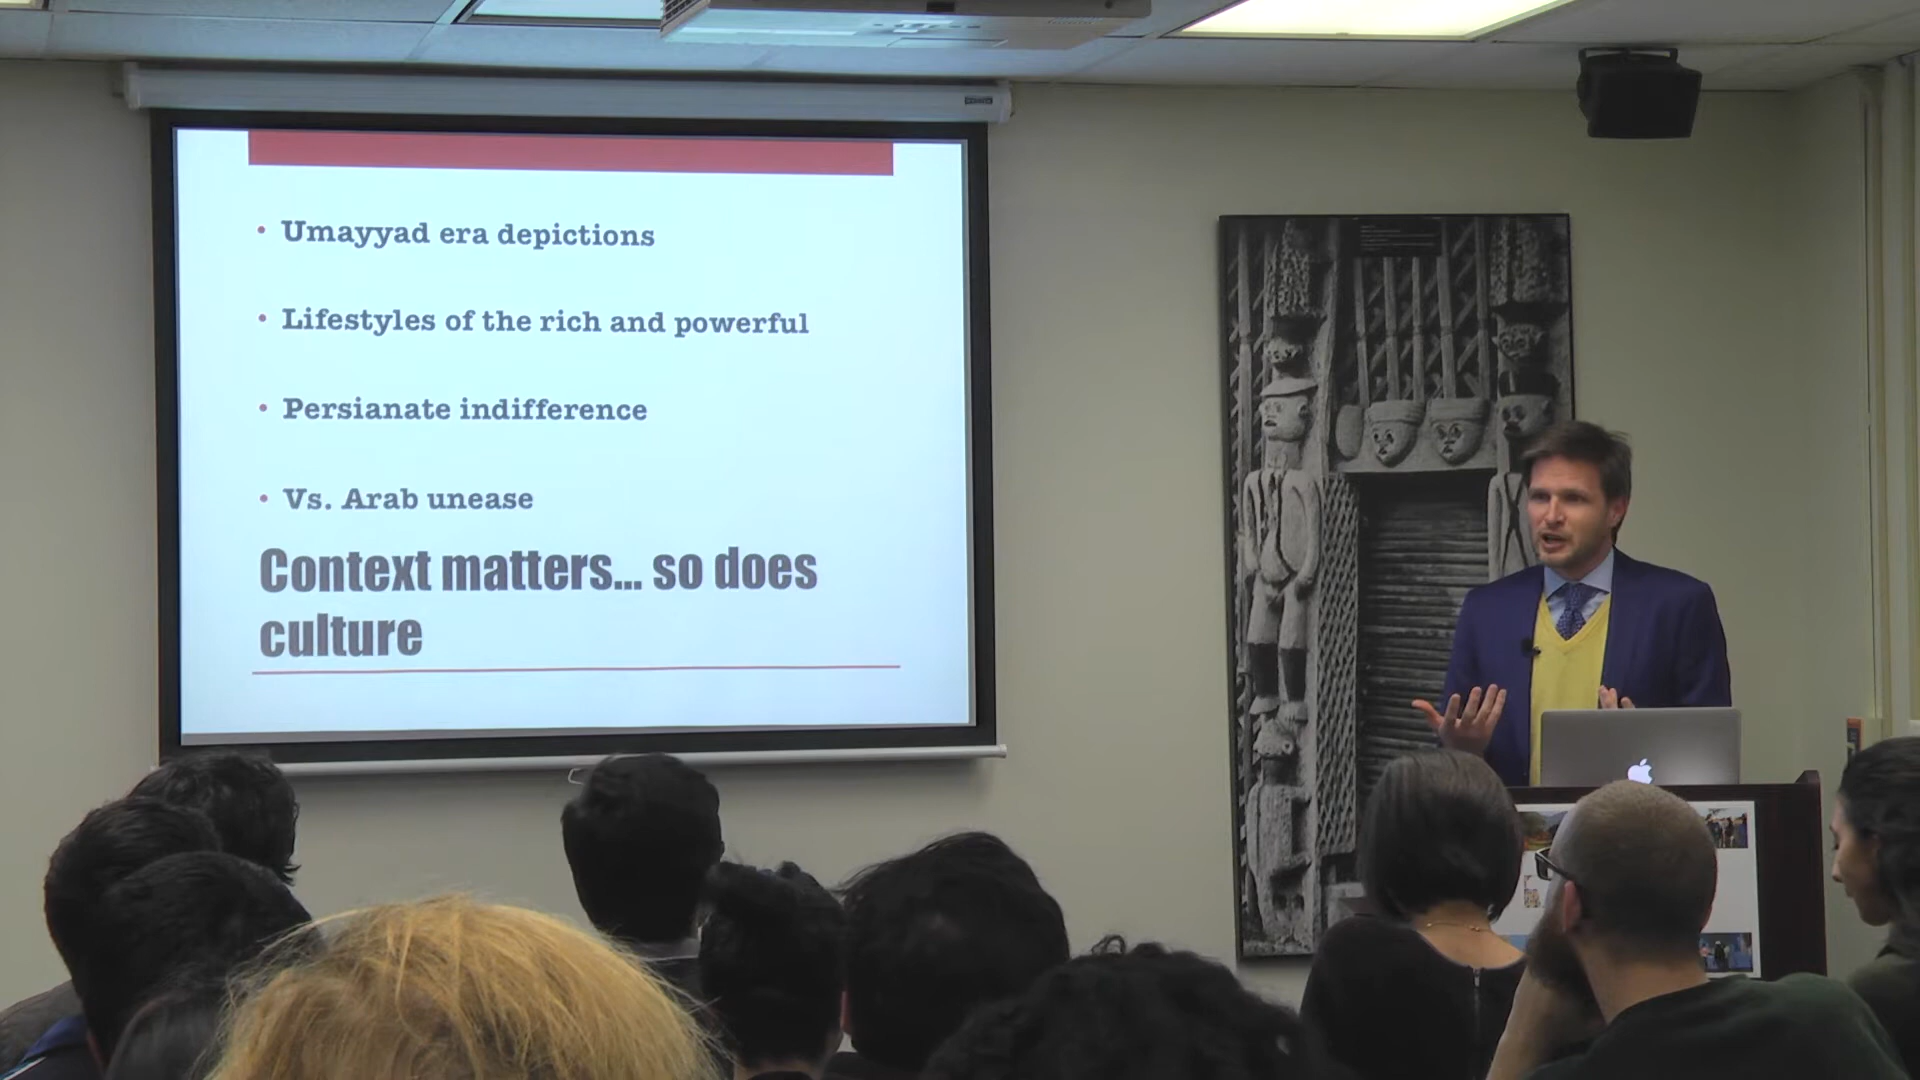 • Umayyad era depictions
• Lifestyles of the rich and powerful
• Persianate indifference
• Vs. Arab unease
Context matters... so does
culture